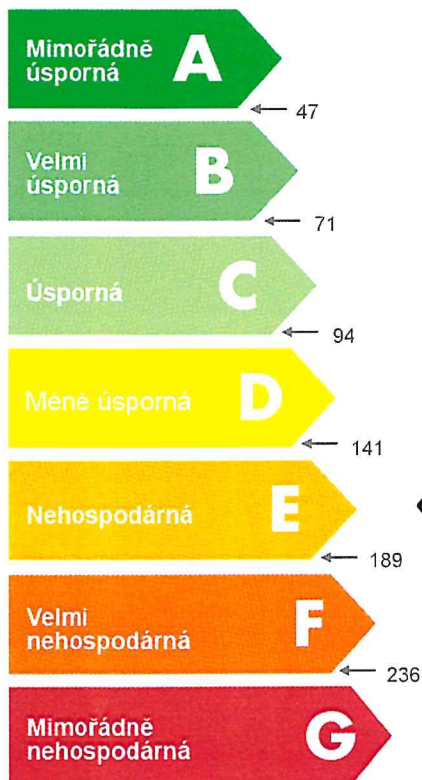 Mimořádně
úsporná
A
47
Velmi
úsporná
B
71
Úsporná
C
94
Méně úsporná
D
141
Nehospodárná
E
189
Velmi
nehospodárná
F
236
Mimořádně
nehospodárná
G